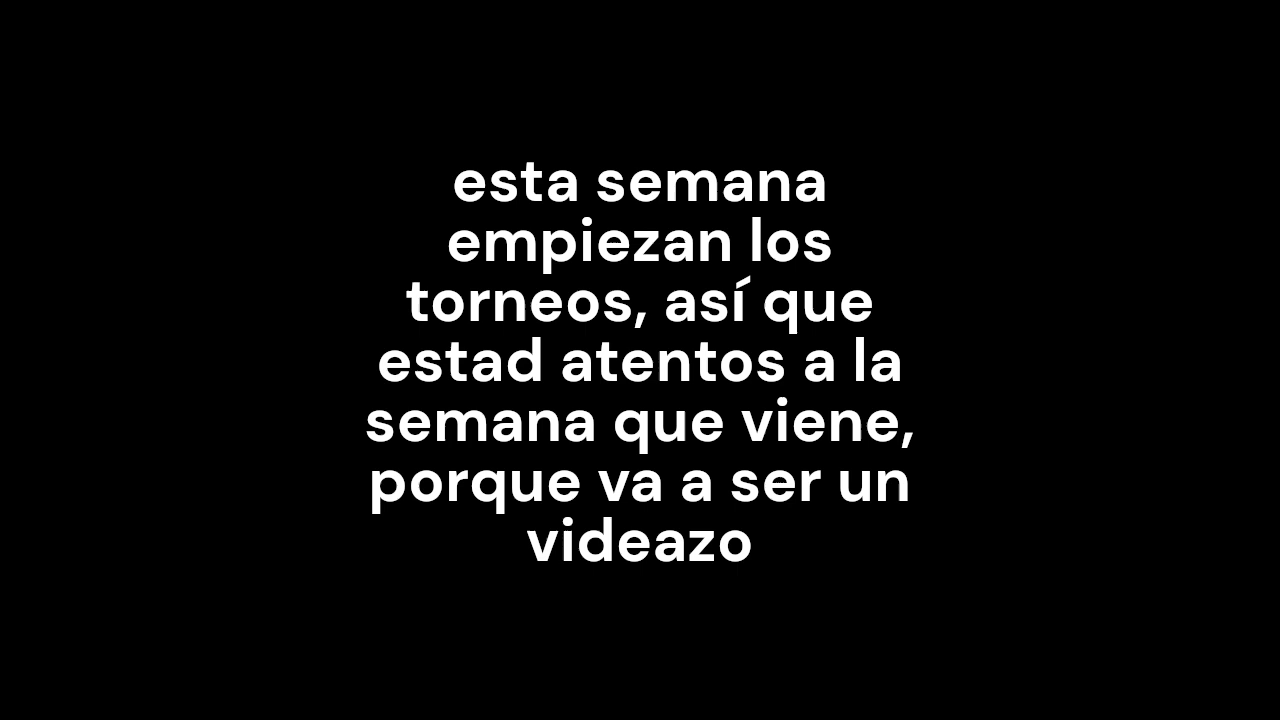 esta semana
empiezan los
torneos, así que
estad atentos a la
semana que viene,
porque va a ser un
videazo